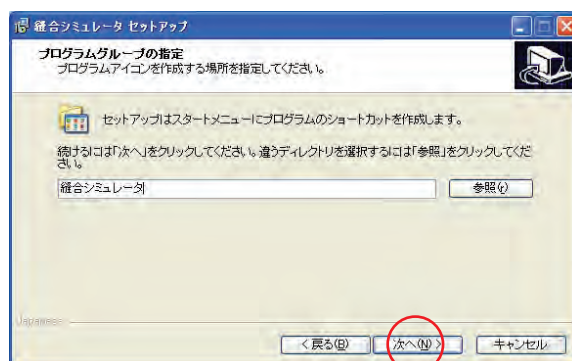 縫合シミュレータ セットアップ
プログラムグループの指定
プログラムアイコンを作成する場所を指定してください。
セットアップはスタートメニューにプログラムのショートカットを作成します。
続けるには「次へ」をクリックしてください。違うディレクトリを選択するには「参照」をクリックしてくだ
さい。
縫合シミュレータ
参照(r)
Japanese
< 戻る(B)
次へ(N) >
キャンセル